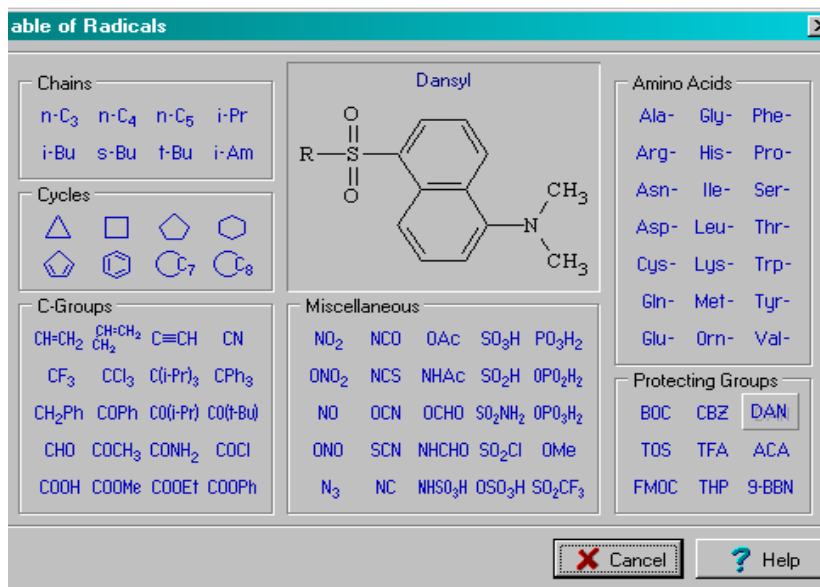 able of Radicals
Chains
n-C3 n-C4 n-C5 i-Pr
i-Bu s-Bu t-Bu i-Am
Cycles
C7 C8
C-Groups
CH=CH2 CH=CH2 CH2 C≡CH CN
CF3 CCl3 C(i-Pr)3 CPh3
CH2Ph COPh CO(i-Pr) CO(t-Bu)
CHO COCH3 CONH2 COCl
COOH COOMe COOEt COOPh
Dansyl
O
R S
O
CH3
N
CH3
Miscellaneous
NO2 NCO OAc SO3H PO3H2
ONO2 NCS NHAc SO2H OPO2H2
NO OCN OCHO SO2NH2 OPO3H2
ONO SCN NHCHO SO2Cl OMe
N3 NC NHSO3H OSO3H SO2CF3
Amino Acids
Ala- Gly- Phe-
Arg- His- Pro-
Asn- Ile- Ser-
Asp- Leu- Thr-
Cys- Lys- Trp-
Gln- Met- Tyr-
Glu- Orn- Val-
Protecting Groups
BOC CBZ DAN
TOS TFA ACA
FMOC THP 9-BBN
Cancel
? Help